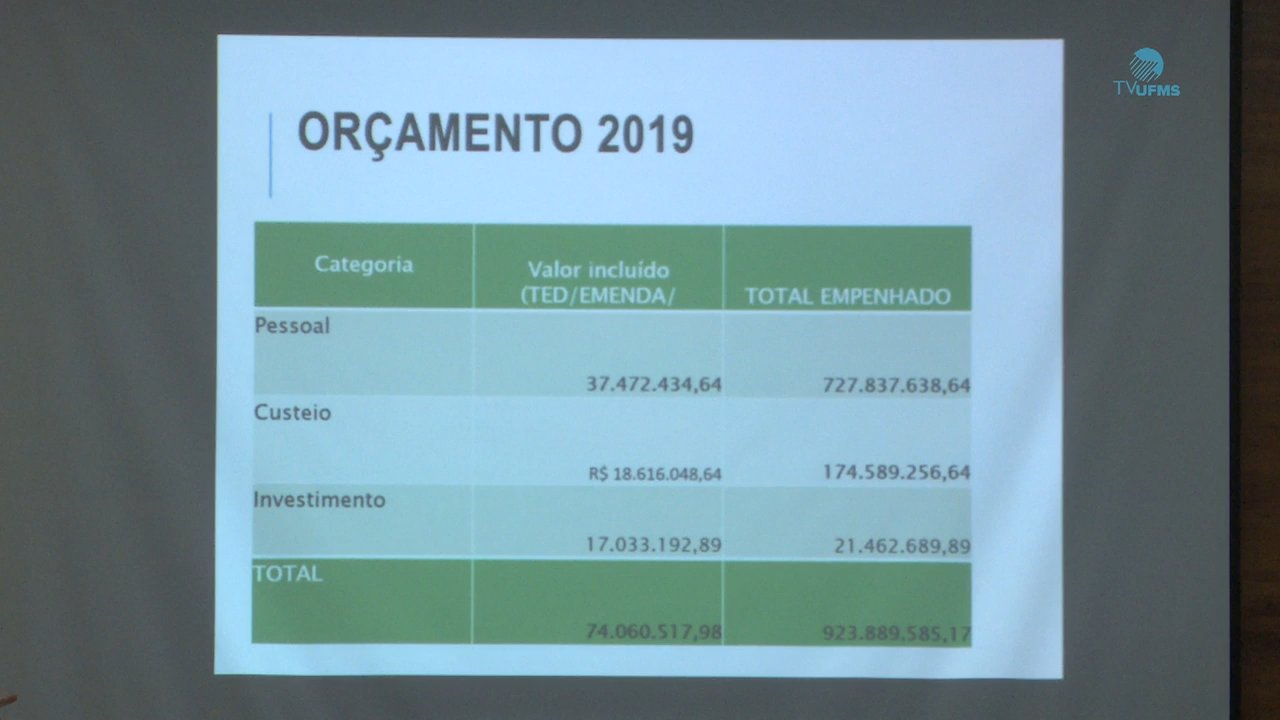 TVUFMS
ORÇAMENTO 2019
Categoria
Valor incluído
(TED/EMENDA/
TOTAL EMPENHADO
Pessoal
37.472.434,64
727.837.638,64
Custeio
R$ 18.616.048,64
174.589.256,64
Investimento
17.033.192,89
21.462.689,89
TOTAL
74.060.517,98
923.889.585,17